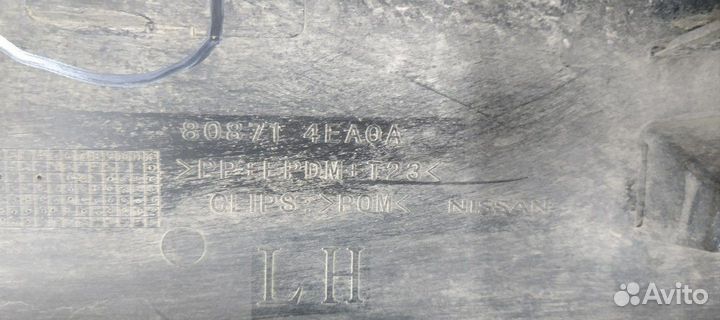 80871 4EA0A
>PP+EPDM-T23<
CLIPS:>POM< NISSAN
LH
Avito